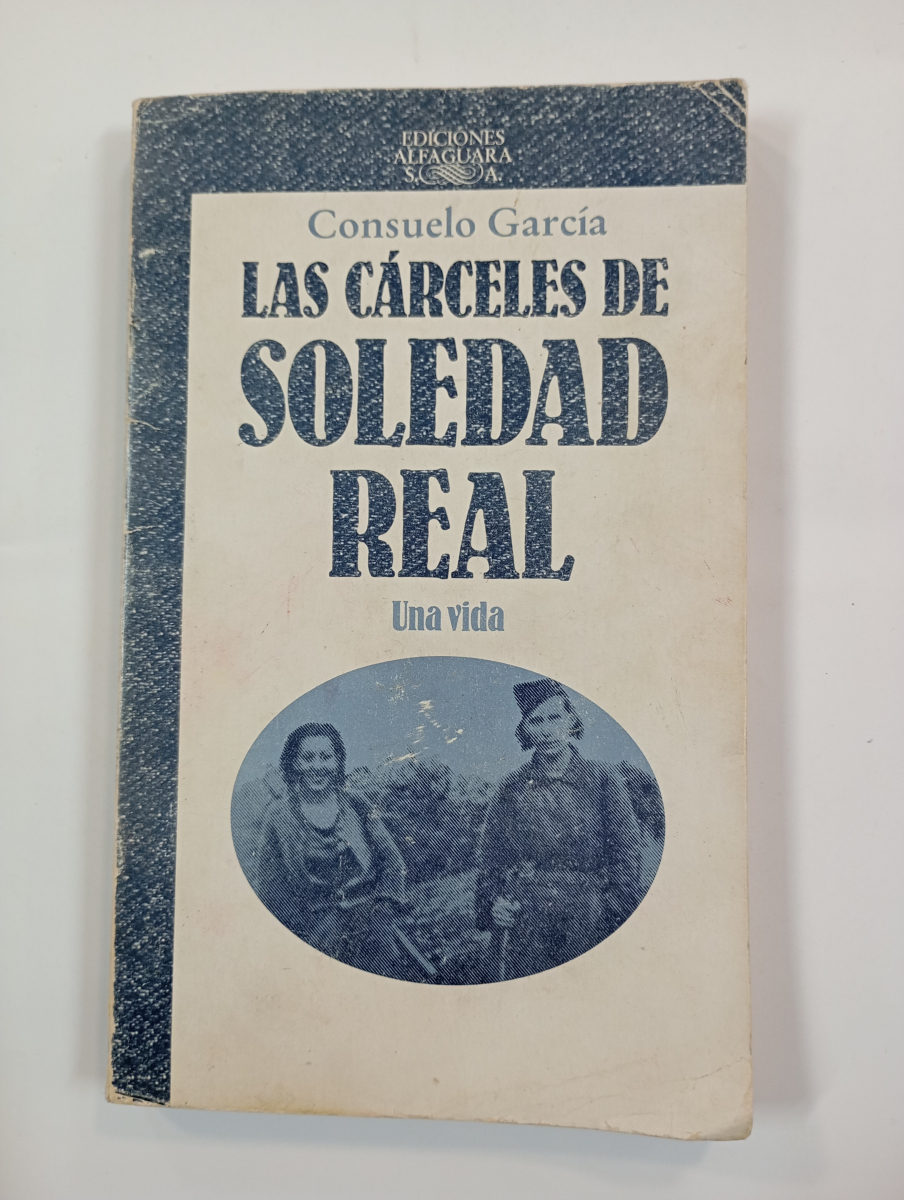 EDICIONES
ALFAGUARA
S. A.
Consuelo García
LAS CÁRCELES DE
SOLEDAD
REAL
Una vida